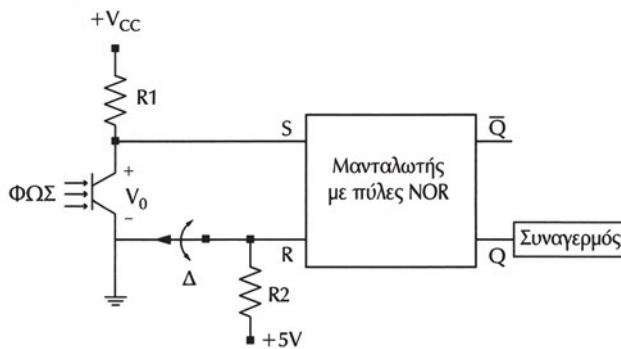 +V_CC
R1
S
Q̅
Μανταλωτής
με πύλες NOR
ΦΩΣ
+
V_0
−
Συναγερμός
R
Q
Δ
R2
+5V